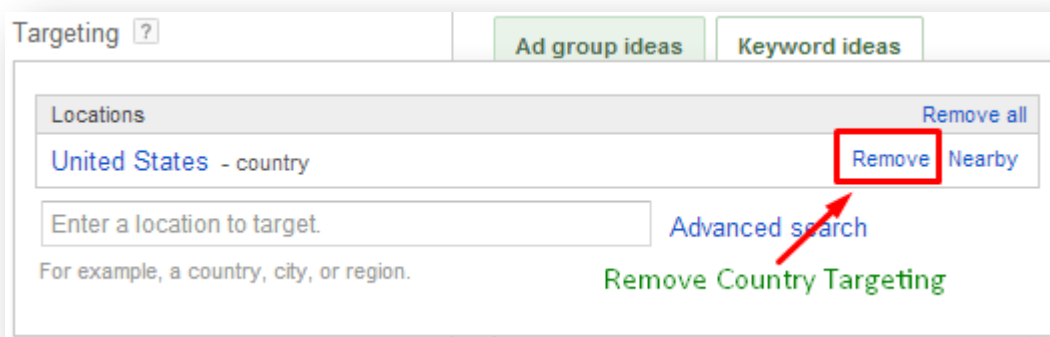 Targeting ?
Ad group ideas Keyword ideas
Locations Remove all
United States - country Remove Nearby
Enter a location to target. Advanced search
For example, a country, city, or region.
Remove Country Targeting